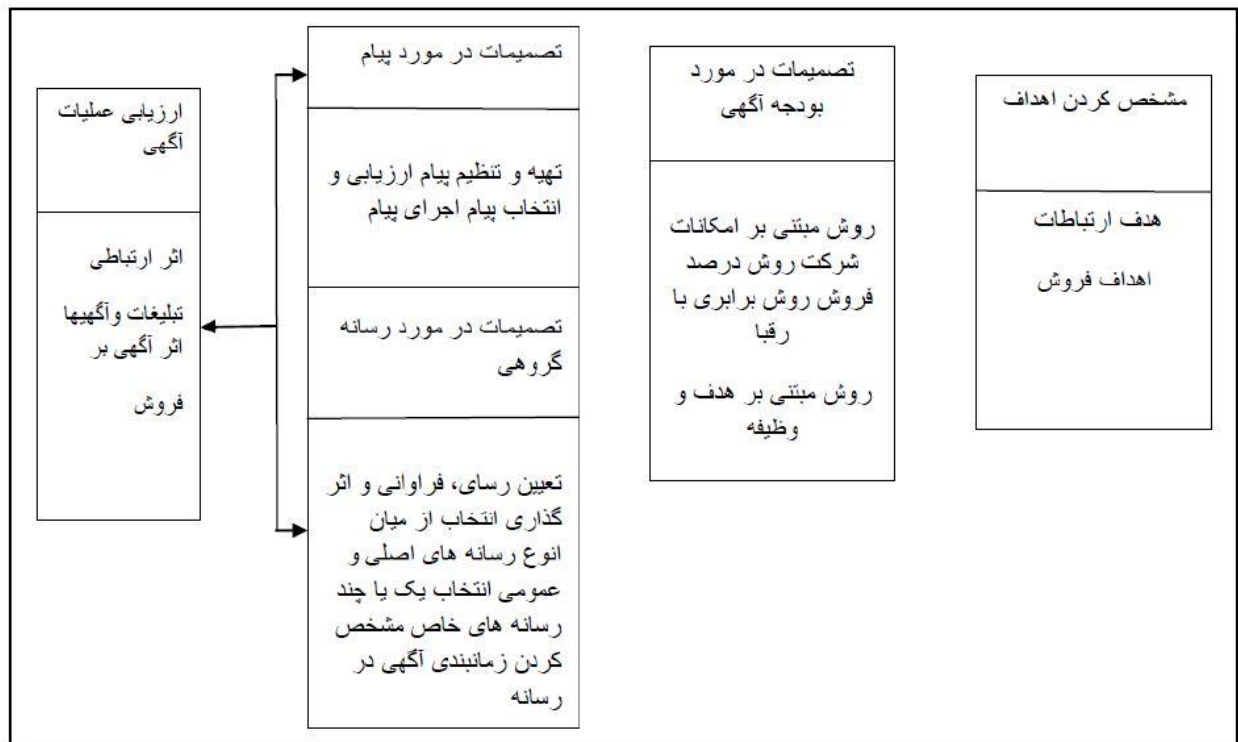 مشخص کردن اهداف
هدف ارتباطات
اهداف فروش
تصمیمات در مورد
بودجه آگهی
روش مبتنی بر امکانات
شرکت روش درصد
فروش روش برابری با
رقبا
روش مبتنی بر هدف و
وظیفه
تصمیمات در مورد پیام
تهیه و تنظیم پیام ارزیابی و
انتخاب پیام اجرای پیام
تصمیمات در مورد رسانه
گروهی
تعیین رسای، فراوانی و اثر
گذاری انتخاب از میان
انوع رسانه های اصلی و
عمومی انتخاب یک یا چند
رسانه های خاص مشخص
کردن زمانبندی آگهی در
رسانه
ارزیابی عملیات
آگهی
اثر ارتباطی
تبلیغات وآگهیها
اثر آگهی بر
فروش